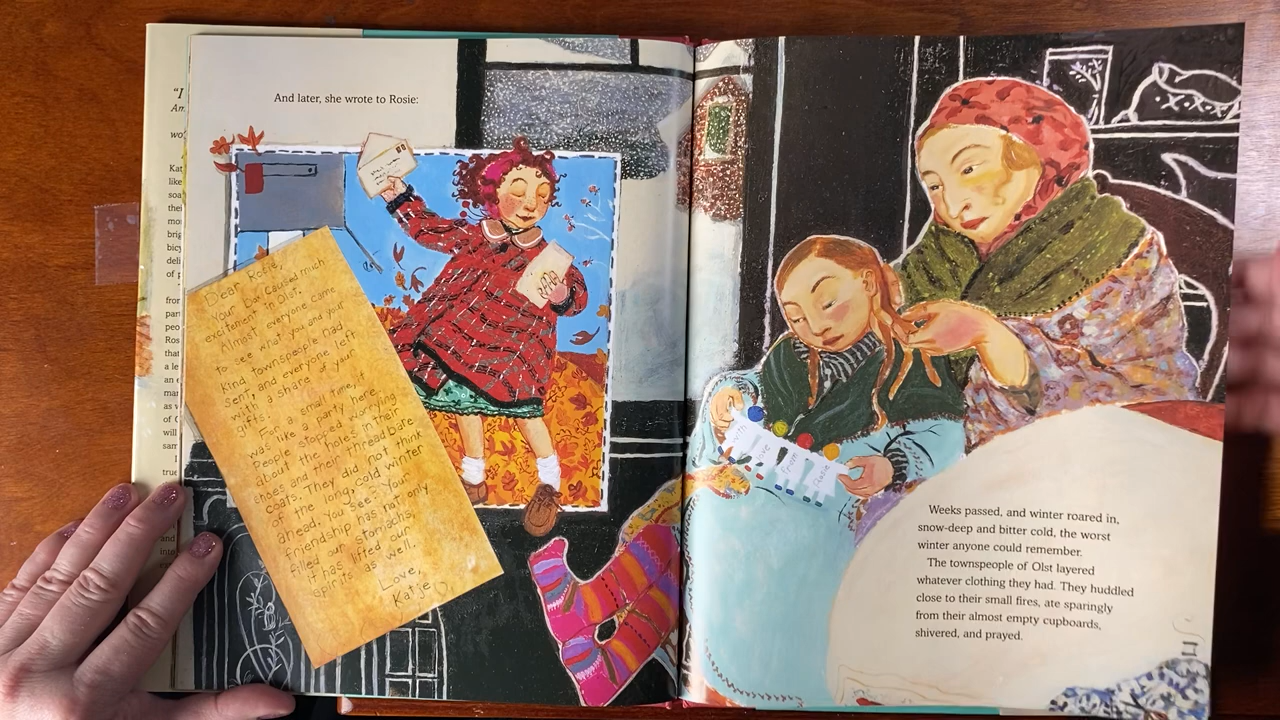 And later, she wrote to Rosie:
Dear Rosie,
Your box caused much
excitement in Olst.
Almost everyone came
to see what you and your
kind townspeople had
sent, and everyone left
with a share of your
gifts.
For a small time, it
was like a party here.
People stopped worrying
about the holes in their
shoes and their threadbare
coats. They did not think
of the long, cold winter
ahead. You see? Your
friendship has not only
filled our stomachs,
it has lifted our
spirits as well.
Love,
Katje
with
love
from
Rosie
Weeks passed, and winter roared in,
snow-deep and bitter cold, the worst
winter anyone could remember.
The townspeople of Olst layered
whatever clothing they had. They huddled
close to their small fires, ate sparingly
from their almost empty cupboards,
shivered, and prayed.